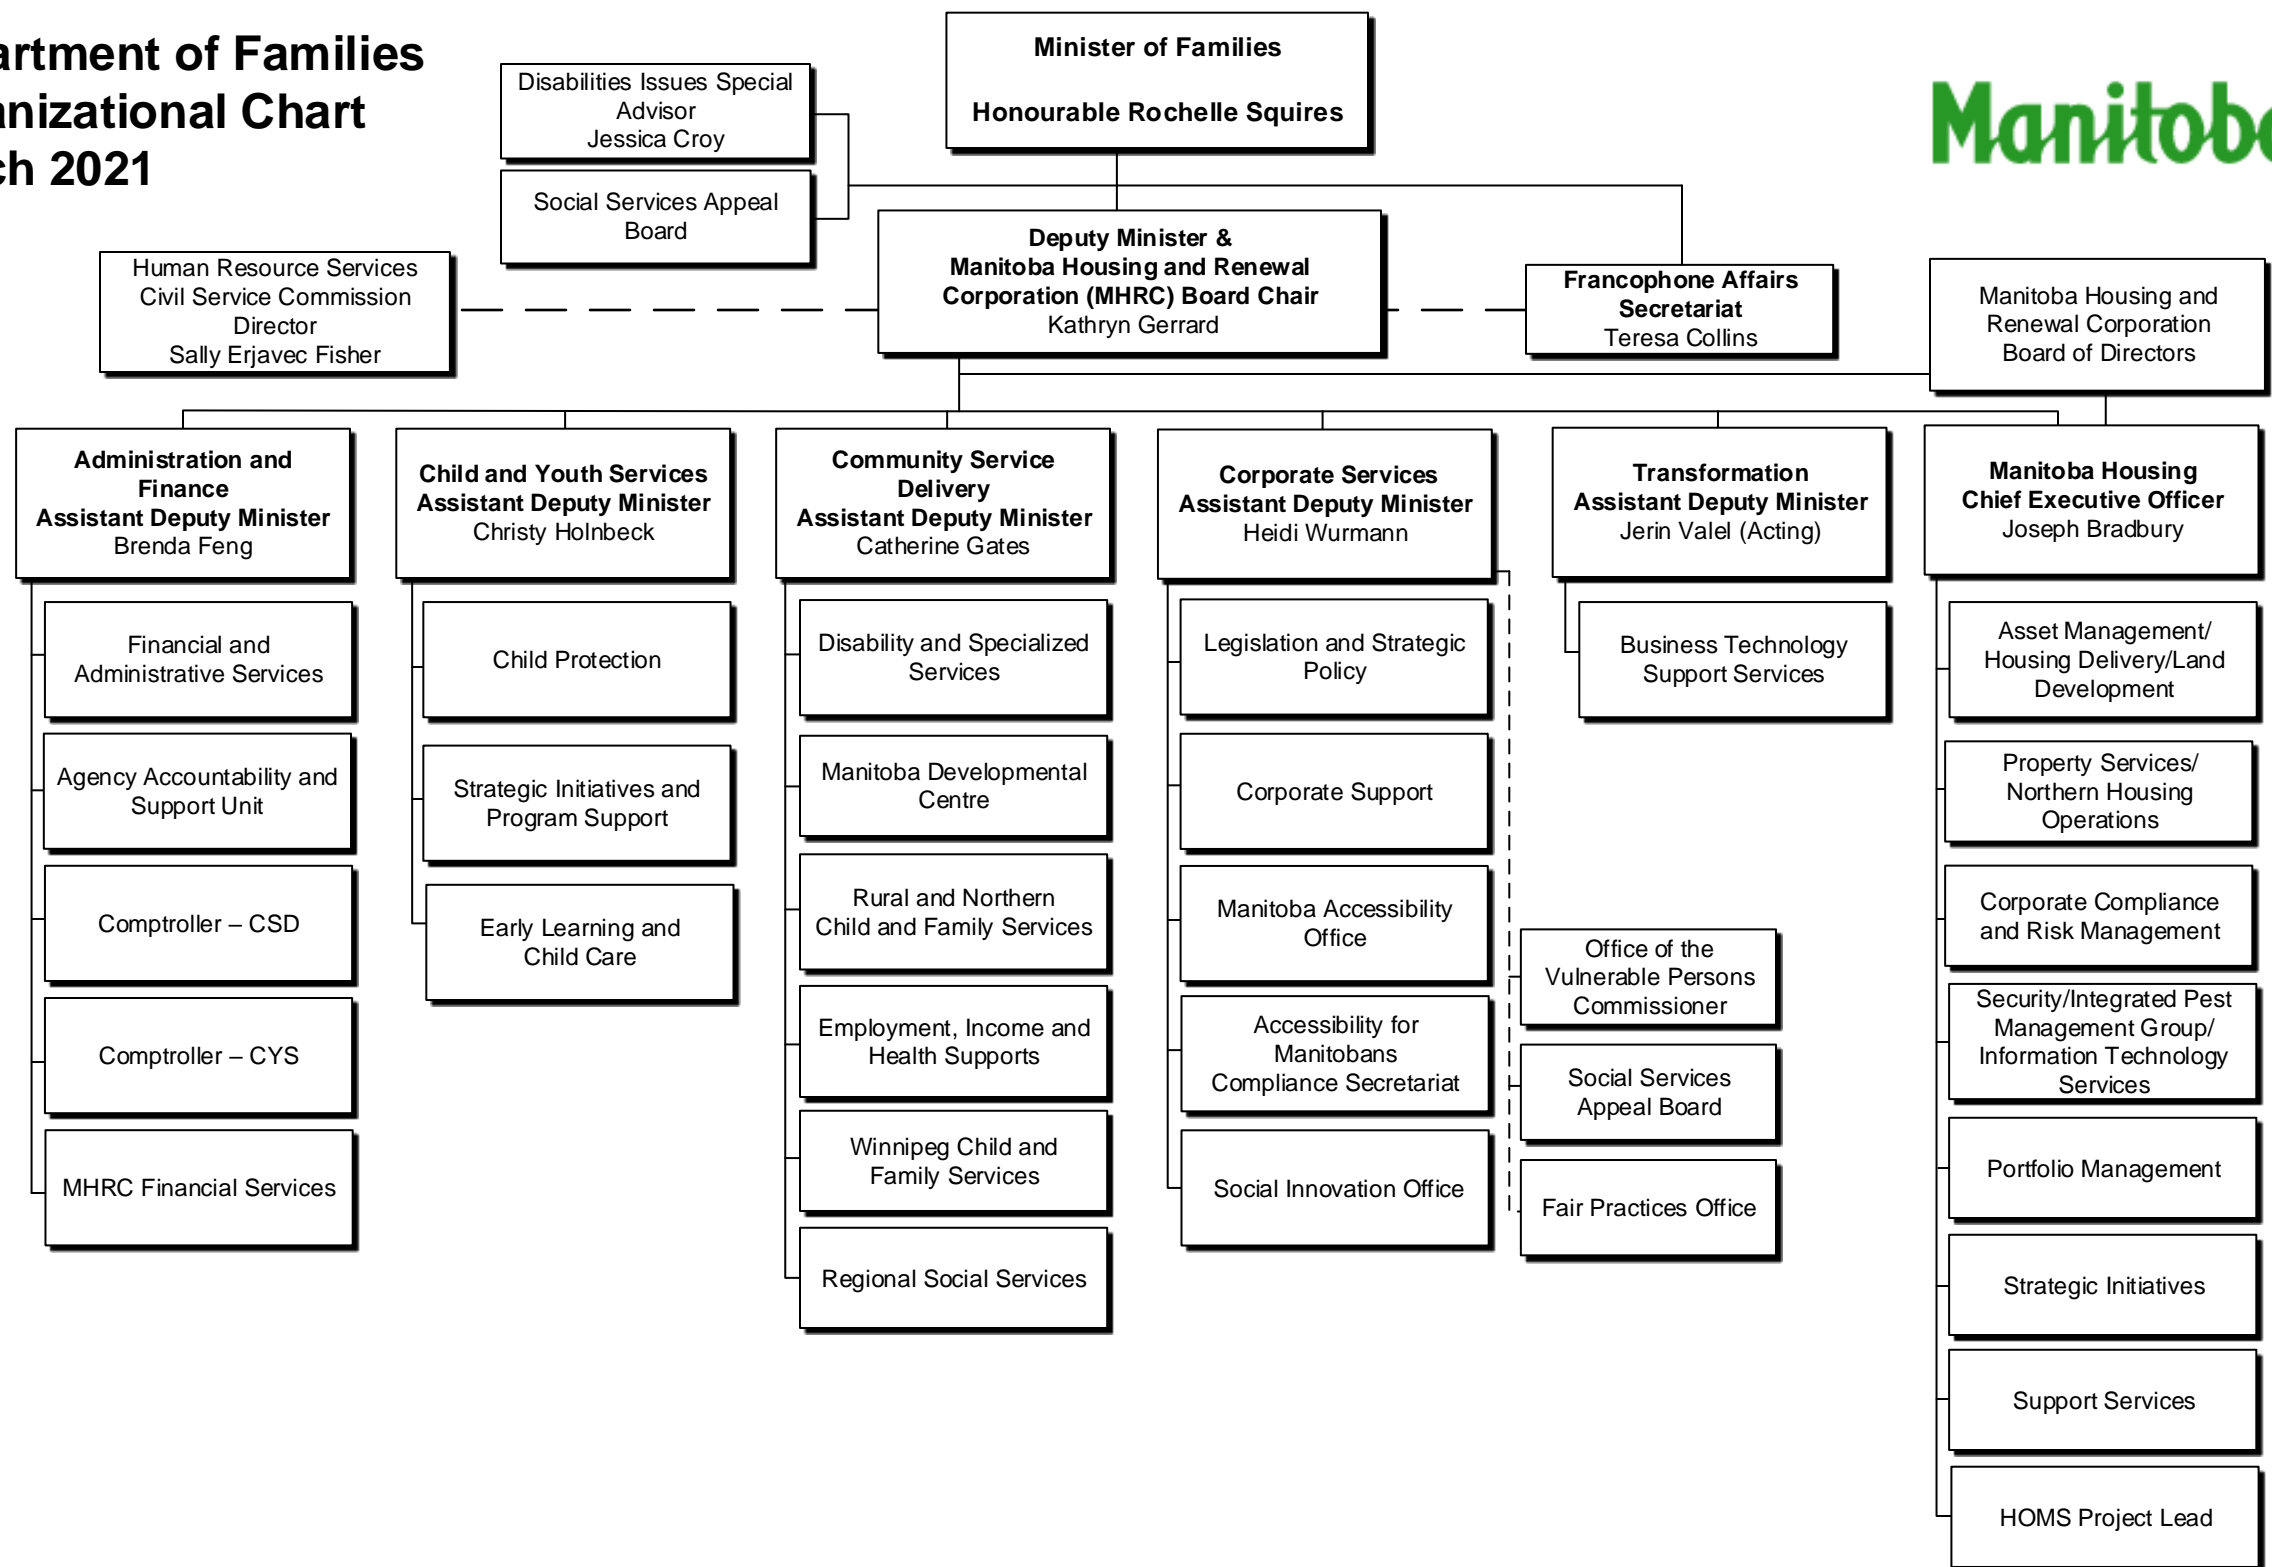 artment of Families
anizational Chart
ch 2021
Minister of Families
Honourable Rochelle Squires
Manitoba
Disabilities Issues Special
Advisor
Jessica Croy
Social Services Appeal
Board
Human Resource Services
Civil Service Commission
Director
Sally Erjavec Fisher
Deputy Minister &
Manitoba Housing and Renewal
Corporation (MHRC) Board Chair
Kathryn Gerrard
Francophone Affairs
Secretariat
Teresa Collins
Manitoba Housing and
Renewal Corporation
Board of Directors
Administration and
Finance
Assistant Deputy Minister
Brenda Feng
Financial and
Administrative Services
Agency Accountability and
Support Unit
Comptroller – CSD
Comptroller – CYS
MHRC Financial Services
Child and Youth Services
Assistant Deputy Minister
Christy Holnbeck
Child Protection
Strategic Initiatives and
Program Support
Early Learning and
Child Care
Community Service
Delivery
Assistant Deputy Minister
Catherine Gates
Disability and Specialized
Services
Manitoba Developmental
Centre
Rural and Northern
Child and Family Services
Employment, Income and
Health Supports
Winnipeg Child and
Family Services
Regional Social Services
Corporate Services
Assistant Deputy Minister
Heidi Wurmann
Legislation and Strategic
Policy
Corporate Support
Manitoba Accessibility
Office
Accessibility for
Manitobans
Compliance Secretariat
Social Innovation Office
Office of the
Vulnerable Persons
Commissioner
Social Services
Appeal Board
Fair Practices Office
Transformation
Assistant Deputy Minister
Jerin Valel (Acting)
Business Technology
Support Services
Manitoba Housing
Chief Executive Officer
Joseph Bradbury
Asset Management/
Housing Delivery/Land
Development
Property Services/
Northern Housing
Operations
Corporate Compliance
and Risk Management
Security/Integrated Pest
Management Group/
Information Technology
Services
Portfolio Management
Strategic Initiatives
Support Services
HOMS Project Lead